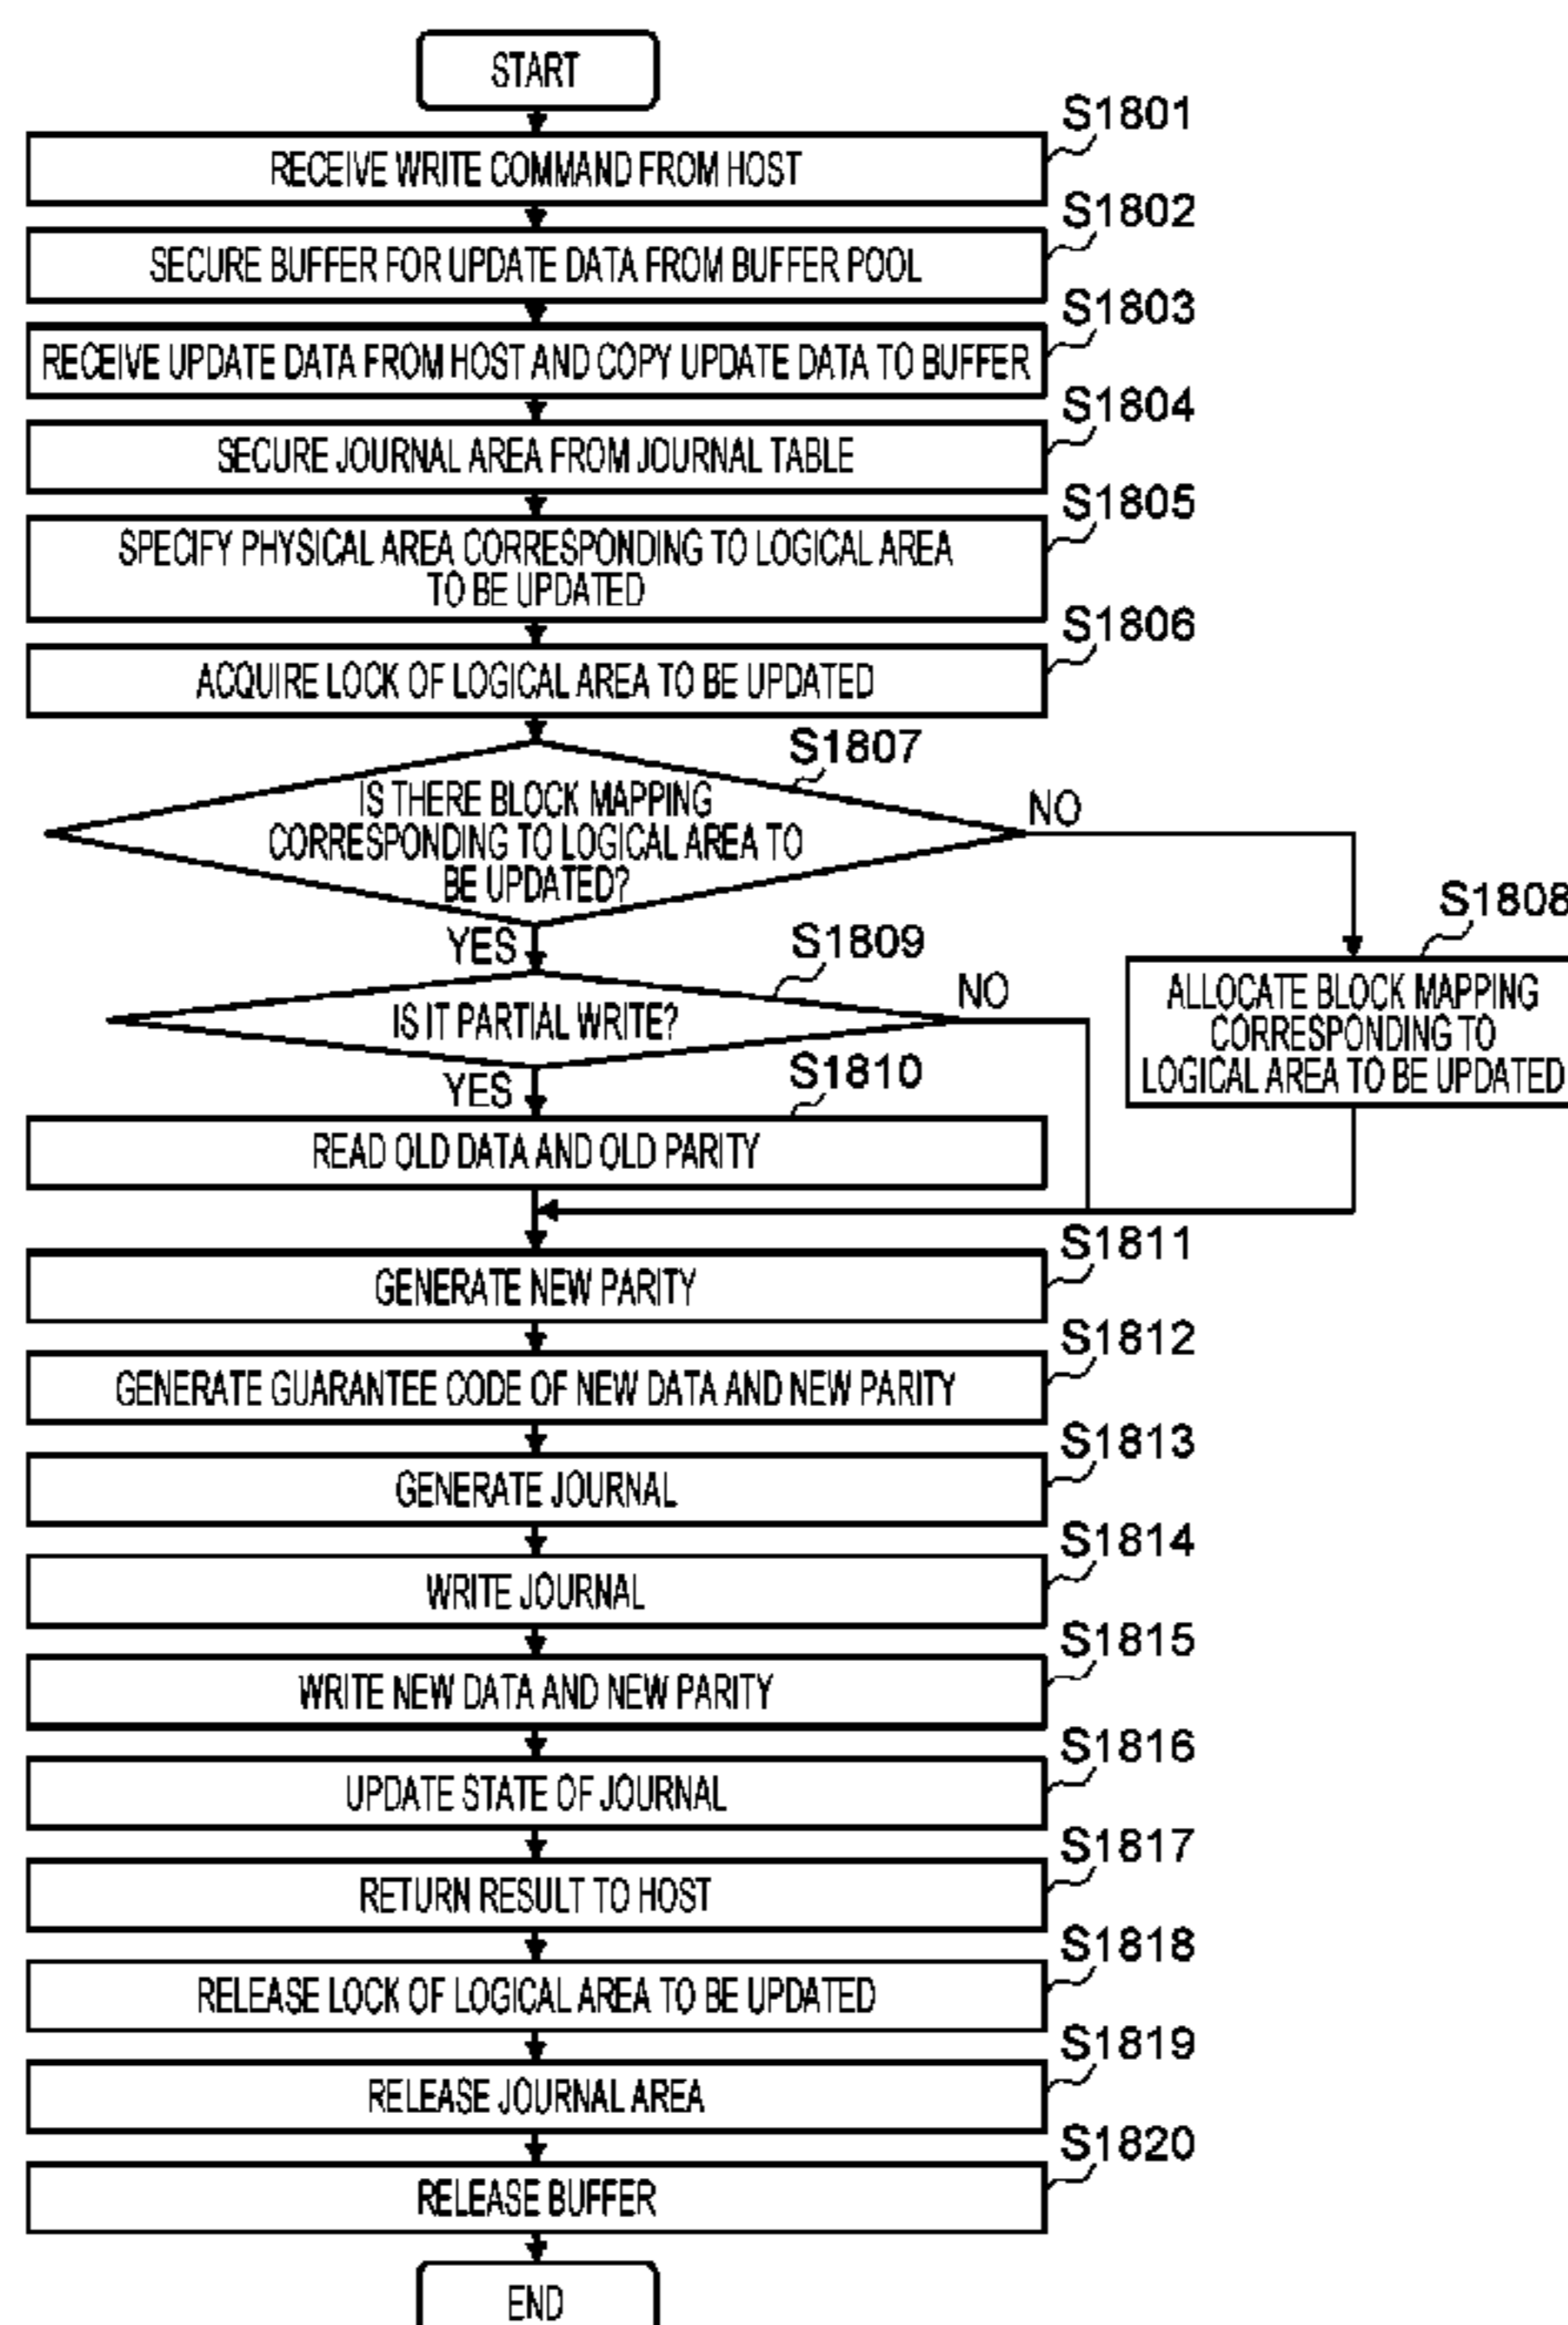 START
S1801
RECEIVE WRITE COMMAND FROM HOST
S1802
SECURE BUFFER FOR UPDATE DATA FROM BUFFER POOL
S1803
RECEIVE UPDATE DATA FROM HOST AND COPY UPDATE DATA TO BUFFER
S1804
SECURE JOURNAL AREA FROM JOURNAL TABLE
S1805
SPECIFY PHYSICAL AREA CORRESPONDING TO LOGICAL AREA
TO BE UPDATED
S1806
ACQUIRE LOCK OF LOGICAL AREA TO BE UPDATED
S1807
IS THERE BLOCK MAPPING
CORRESPONDING TO LOGICAL AREA TO
BE UPDATED?
NO
YES
S1808
ALLOCATE BLOCK MAPPING
CORRESPONDING TO
LOGICAL AREA TO BE UPDATED
S1809
IS IT PARTIAL WRITE?
NO
YES
S1810
READ OLD DATA AND OLD PARITY
S1811
GENERATE NEW PARITY
S1812
GENERATE GUARANTEE CODE OF NEW DATA AND NEW PARITY
S1813
GENERATE JOURNAL
S1814
WRITE JOURNAL
S1815
WRITE NEW DATA AND NEW PARITY
S1816
UPDATE STATE OF JOURNAL
S1817
RETURN RESULT TO HOST
S1818
RELEASE LOCK OF LOGICAL AREA TO BE UPDATED
S1819
RELEASE JOURNAL AREA
S1820
RELEASE BUFFER
END